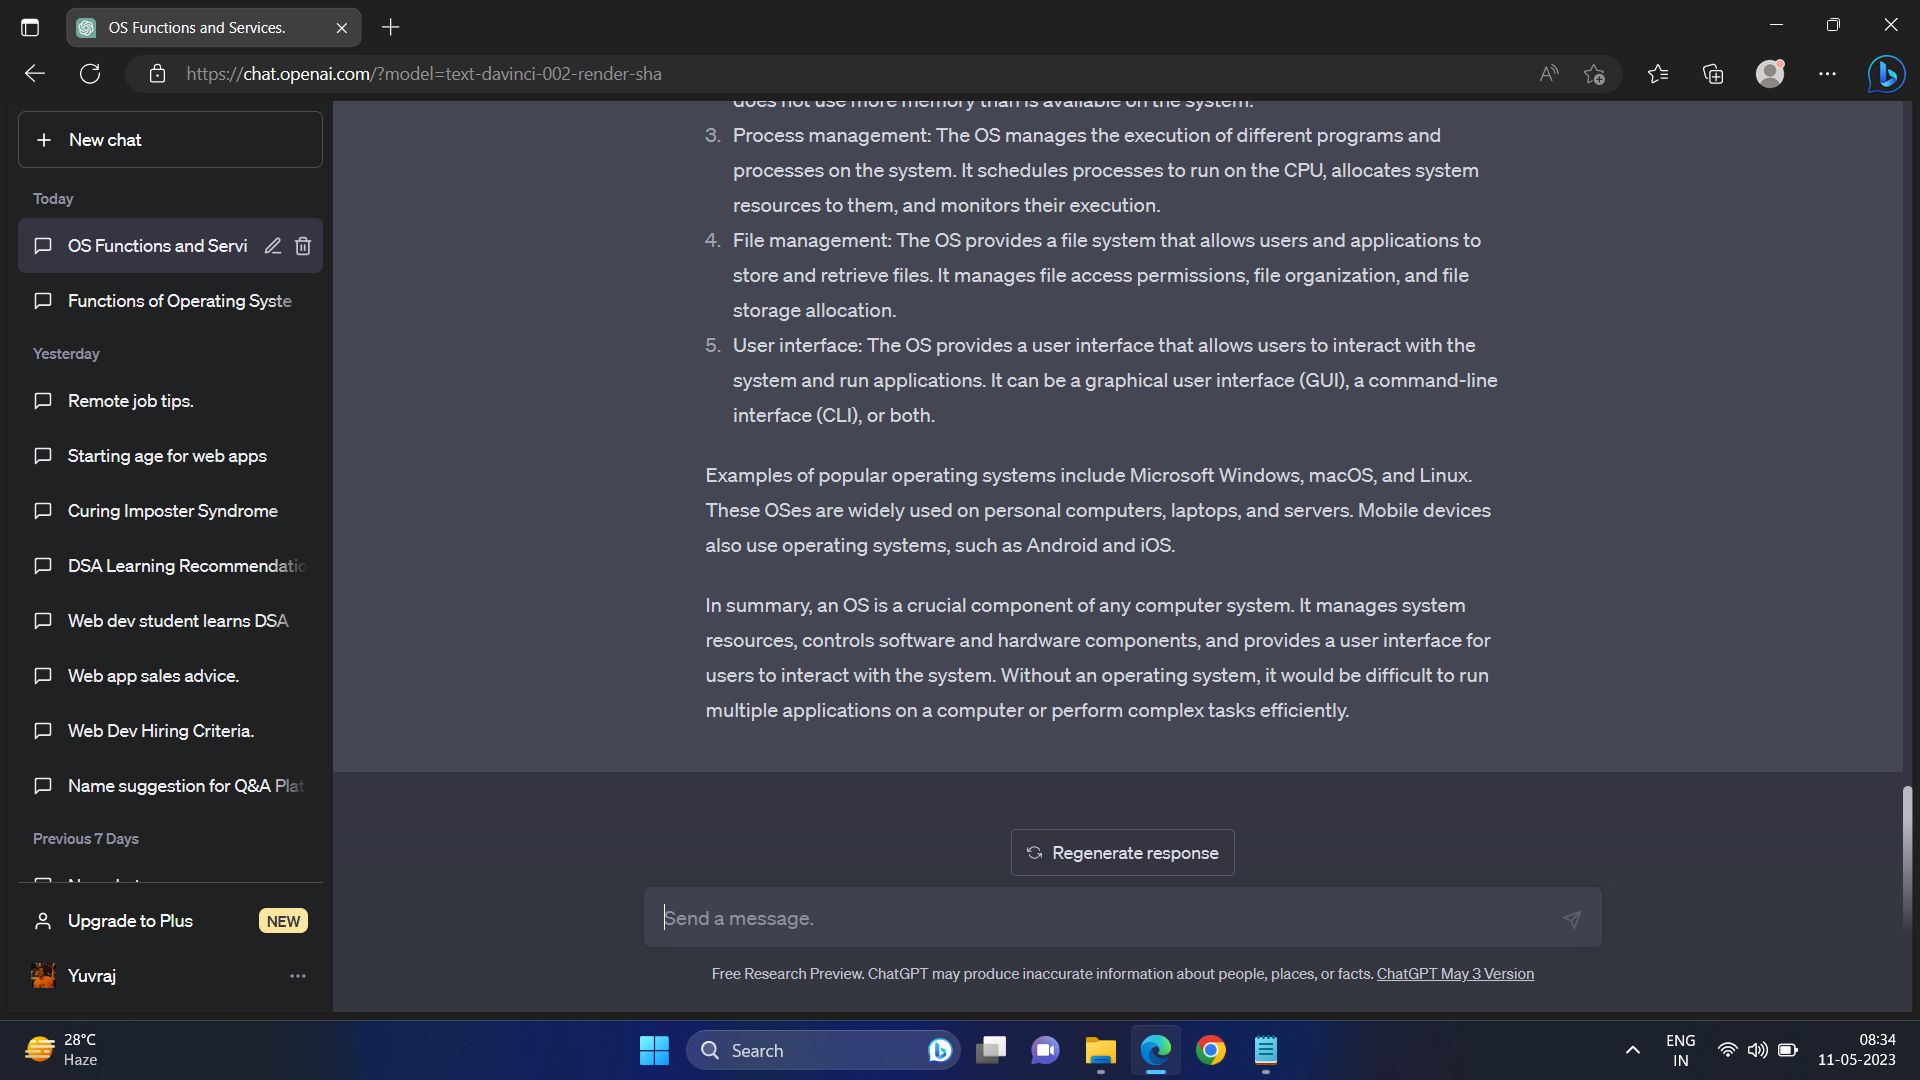 OS Functions and Services.
https://chat.openai.com/?model=text-davinci-002-render-sha
New chat
Today
OS Functions and Servi
Functions of Operating Syste
Yesterday
Remote job tips.
Starting age for web apps
Curing Imposter Syndrome
DSA Learning Recommendatio
Web dev student learns DSA
Web app sales advice.
Web Dev Hiring Criteria.
Name suggestion for Q&A Plat
Previous 7 Days
Upgrade to Plus NEW
Yuvraj
does not use more memory than is available on the system.
3. Process management: The OS manages the execution of different programs and
processes on the system. It schedules processes to run on the CPU, allocates system
resources to them, and monitors their execution.
4. File management: The OS provides a file system that allows users and applications to
store and retrieve files. It manages file access permissions, file organization, and file
storage allocation.
5. User interface: The OS provides a user interface that allows users to interact with the
system and run applications. It can be a graphical user interface (GUI), a command-line
interface (CLI), or both.
Examples of popular operating systems include Microsoft Windows, macOS, and Linux.
These OSes are widely used on personal computers, laptops, and servers. Mobile devices
also use operating systems, such as Android and iOS.
In summary, an OS is a crucial component of any computer system. It manages system
resources, controls software and hardware components, and provides a user interface for
users to interact with the system. Without an operating system, it would be difficult to run
multiple applications on a computer or perform complex tasks efficiently.
Regenerate response
Send a message.
Free Research Preview. ChatGPT may produce inaccurate information about people, places, or facts. ChatGPT May 3 Version
28°C
Haze
Search
ENG
IN
08:34
11-05-2023